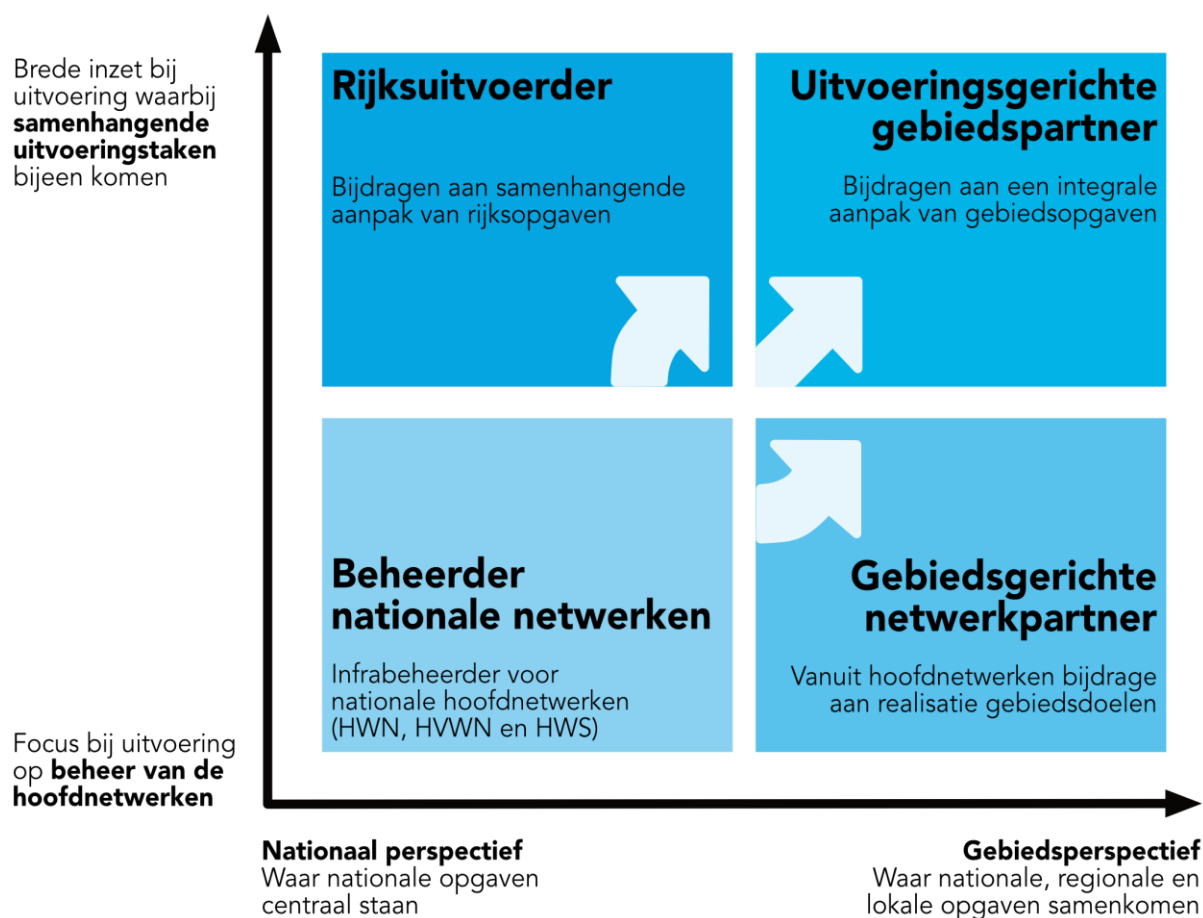 Brede inzet bij
uitvoering waarbij
samenhangende
uitvoeringstaken
bijeen komen
Rijksuitvoerder
Bijdragen aan samenhangende
aanpak van rijksopgaven
Uitvoeringsgerichte
gebiedspartner
Bijdragen aan een integrale
aanpak van gebiedsopgaven
Beheerder
nationale netwerken
Infrabeheerder voor
nationale hoofdnetwerken
(HWN, HVWN en HWS)
Gebiedsgerichte
netwerkpartner
Vanuit hoofdnetwerken bijdrage
aan realisatie gebiedsdoelen
Focus bij uitvoering
op beheer van de
hoofdnetwerken
Nationaal perspectief
Waar nationale opgaven
centraal staan
Gebiedsperspectief
Waar nationale, regionale en
lokale opgaven samenkomen